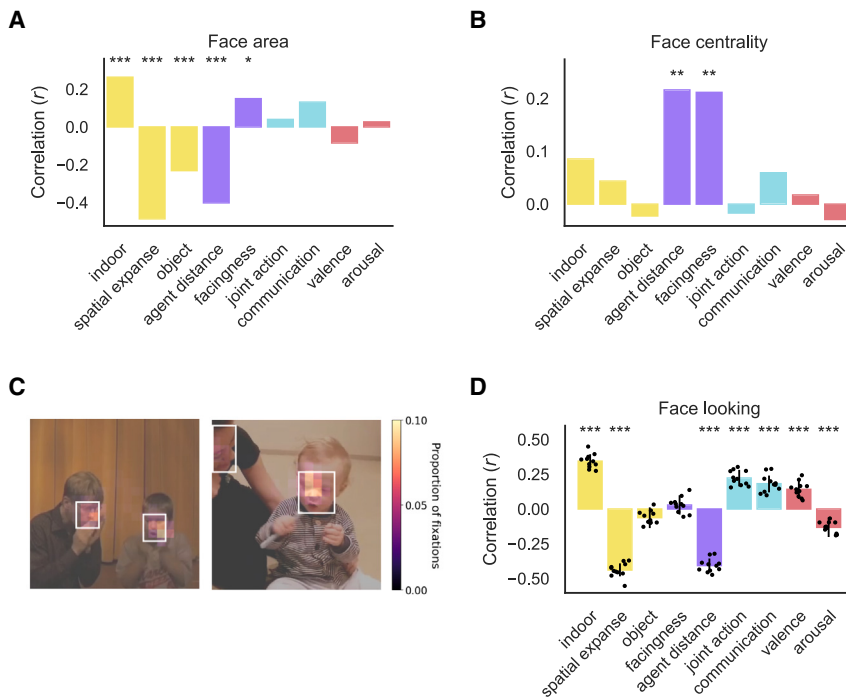 A
Face area
*** *** *** *** *
Correlation (r)
0.2
0.0
−0.2
−0.4
indoor
spatial expanse
object
agent distance
facingness
joint action
communication
valence
arousal
B
Face centrality
** **
Correlation (r)
0.2
0.1
0.0
indoor
spatial expanse
object
agent distance
facingness
joint action
communication
valence
arousal
C
0.10
0.05
0.00
Proportion of fixations
D
Face looking
*** *** *** *** *** *** ***
Correlation (r)
0.50
0.25
0.00
−0.25
−0.50
indoor
spatial expanse
object
facingness
agent distance
joint action
communication
valence
arousal